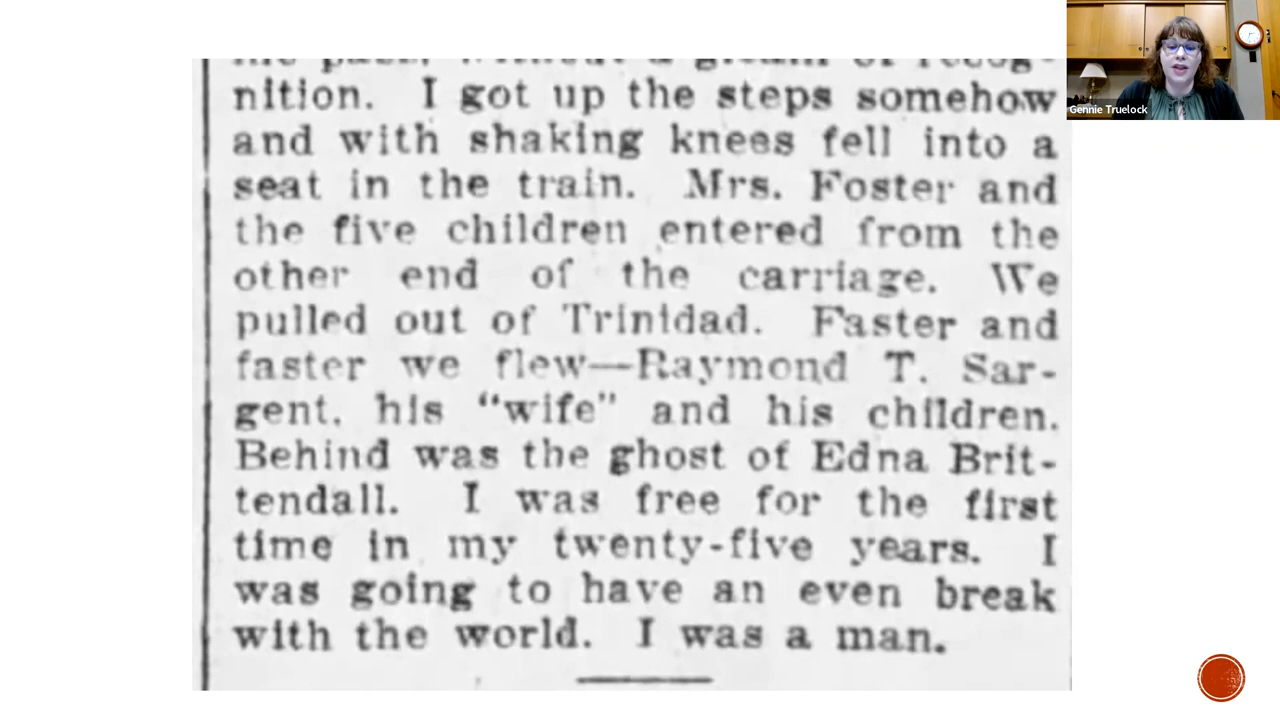 nition. I got up the steps somehow
and with shaking knees fell into a
seat in the train. Mrs. Foster and
the five children entered from the
other end of the carriage. We
pulled out of Trinidad. Faster and
faster we flew—Raymond T. Sar-
gent, his "wife" and his children.
Behind was the ghost of Edna Brit-
tendall. I was free for the first
time in my twenty-five years. I
was going to have an even break
with the world. I was a man.
Gennie Truelock